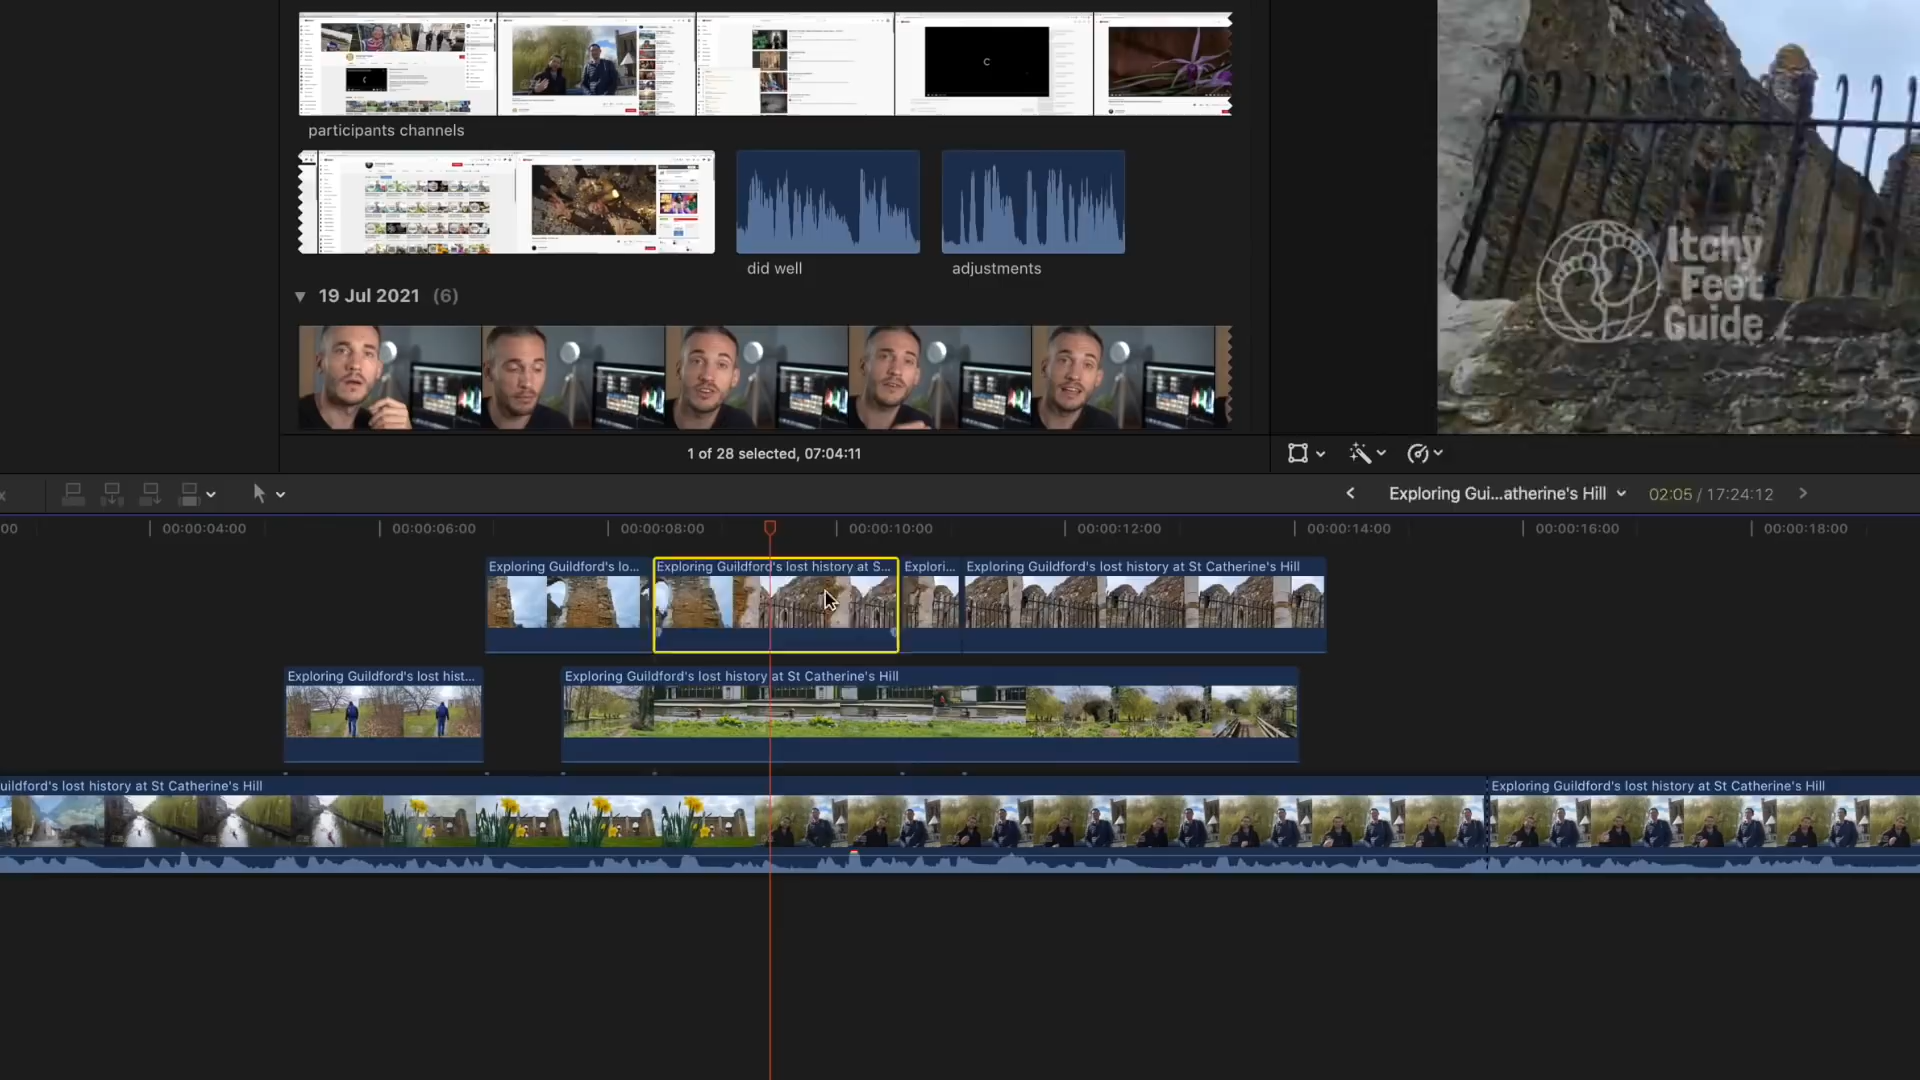 participants channels
did well
adjustments
19 Jul 2021 (6)
1 of 28 selected, 07:04:11
Itchy
Feet
Guide
Exploring Gui...atherine's Hill
02:05 / 17:24:12
00:00:04:00
00:00:06:00
00:00:08:00
00:00:10:00
00:00:12:00
00:00:14:00
00:00:16:00
00:00:18:00
Exploring Guildford's lo...
Exploring Guildford's lost history at S...
Explori...
Exploring Guildford's lost history at St Catherine's Hill
Exploring Guildford's lost hist...
Exploring Guildford's lost history at St Catherine's Hill
uildford's lost history at St Catherine's Hill
Exploring Guildford's lost history at St Catherine's Hill